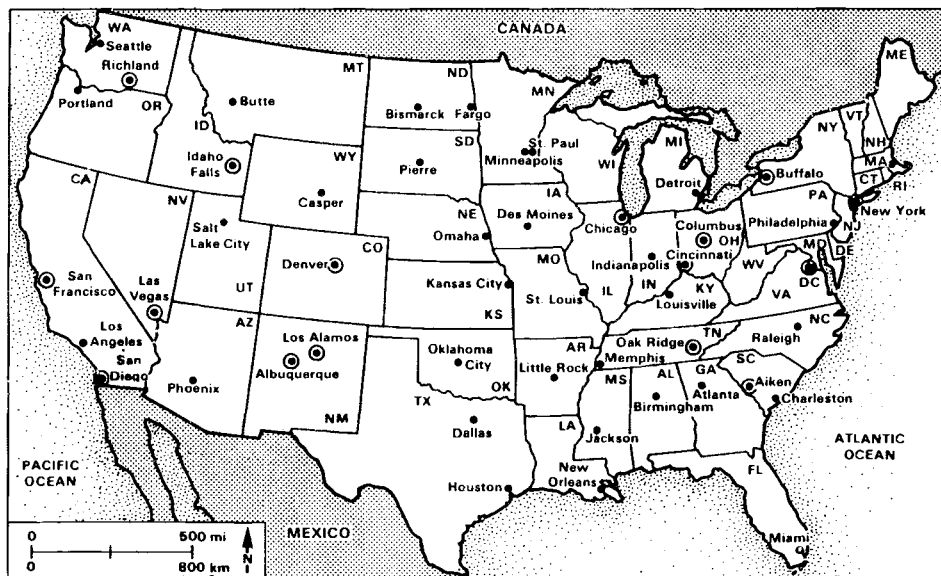 CANADA
WA
Seattle
Richland
Portland
OR
MT
Butte
ID
Idaho
Falls
ND
Bismarck
Fargo
MN
St. Paul
Minneapolis
SD
Pierre
WY
Casper
WI
MI
Detroit
ME
VT
NH
NY
MA
CT
RI
Buffalo
New York
PA
Philadelphia
NJ
MD
DE
DC
CA
NV
Salt
Lake City
UT
CO
Denver
NE
Omaha
IA
Des Moines
Chicago
Columbus
OH
Cincinnati
Indianapolis
IL
IN
KY
Louisville
WV
VA
San
Francisco
Las
Vegas
Los
Angeles
San
Diego
AZ
Phoenix
Los Alamos
Albuquerque
NM
Kansas City
KS
MO
St. Louis
Oklahoma
City
OK
AR
Little Rock
TN
Oak Ridge
Memphis
NC
Raleigh
SC
Aiken
Charleston
GA
Atlanta
AL
Birmingham
MS
Jackson
LA
New
Orleans
TX
Dallas
Houston
FL
Miami
PACIFIC
OCEAN
ATLANTIC
OCEAN
MEXICO
0 500 mi
0 800 km
N